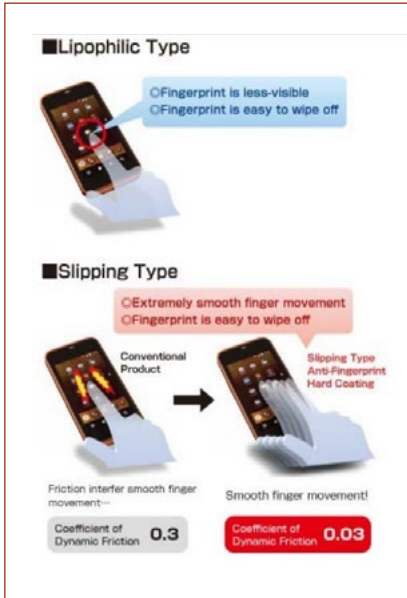 ■Lipophilic Type
◎Fingerprint is less-visible
◎Fingerprint is easy to wipe off
■Slipping Type
◎Extremely smooth finger movement
◎Fingerprint is easy to wipe off
Conventional
Product
Slipping Type
Anti-Fingerprint
Hard Coating
Friction interfer smooth finger
movement…
Smooth finger movement!
Coefficient of
Dynamic Friction 0.3
Coefficient of
Dynamic Friction 0.03